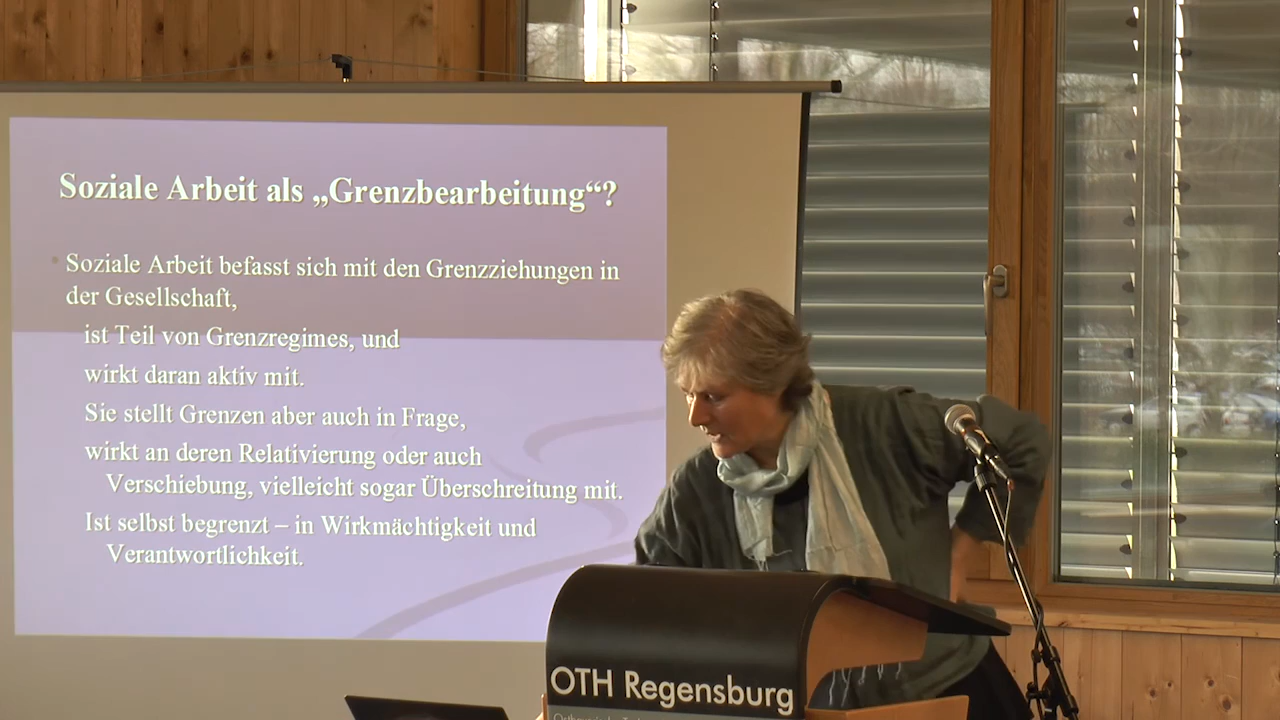 Soziale Arbeit als „Grenzbearbeitung“?
Soziale Arbeit befasst sich mit den Grenzziehungen in
der Gesellschaft,
ist Teil von Grenzregimes, und
wirkt daran aktiv mit.
Sie stellt Grenzen aber auch in Frage,
wirkt an deren Relativierung oder auch
Verschiebung, vielleicht sogar Überschreitung mit.
Ist selbst begrenzt – in Wirkmächtigkeit und
Verantwortlichkeit.
OTH Regensburg